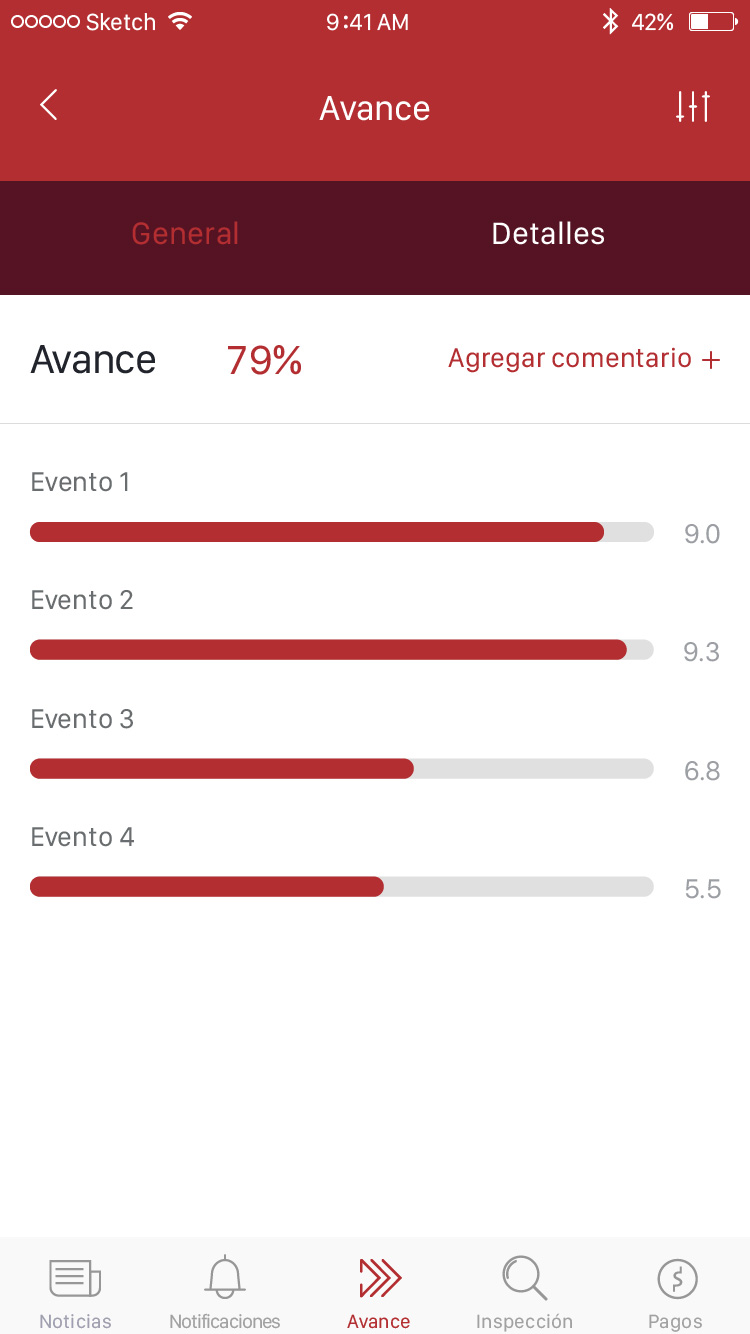 Sketch 9:41 AM 42%
Avance
General Detalles
Avance 79% Agregar comentario +
Evento 1
9.0
Evento 2
9.3
Evento 3
6.8
Evento 4
5.5
Noticias Notificaciones Avance Inspección Pagos